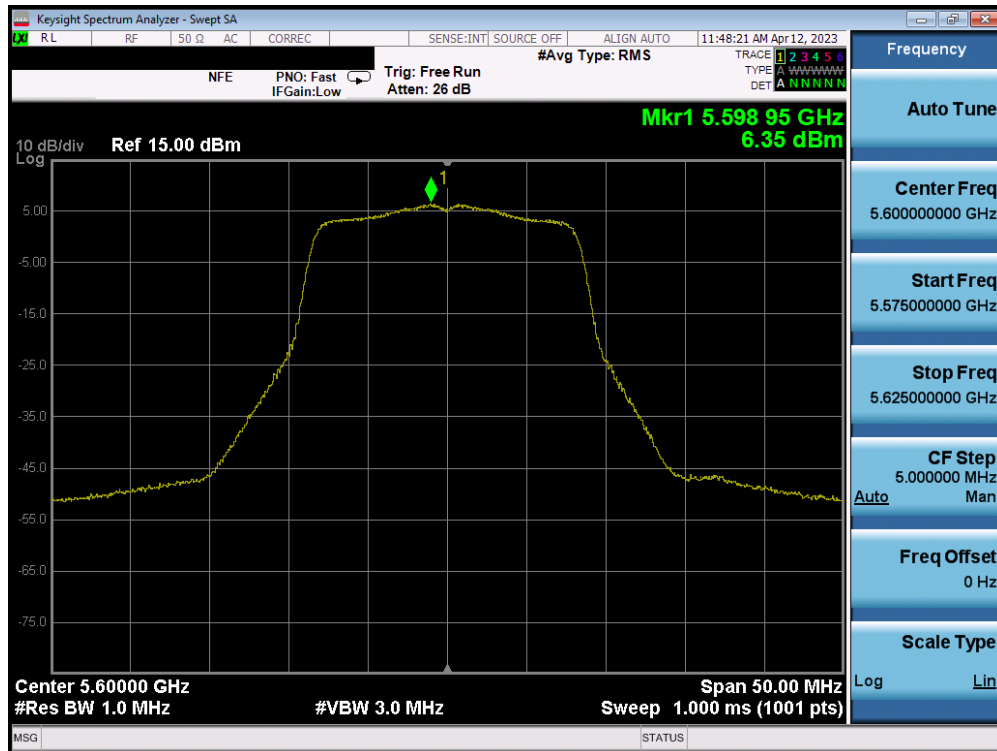 Keysight Spectrum Analyzer - Swept SA
LXI RL RF 50 Ω AC CORREC SENSE:INT SOURCE OFF ALIGN AUTO 11:48:21 AM Apr 12, 2023
#Avg Type: RMS
NFE PNO: Fast Trig: Free Run
IFGain:Low Atten: 26 dB
TRACE 1 2 3 4 5 6
TYPE A WWWWW
DET A N N N N N
Mkr1 5.598 95 GHz
6.35 dBm
10 dB/div Ref 15.00 dBm
Log
1
5.00
-5.00
-15.0
-25.0
-35.0
-45.0
-55.0
-65.0
-75.0
Center 5.60000 GHz Span 50.00 MHz
#Res BW 1.0 MHz #VBW 3.0 MHz Sweep 1.000 ms (1001 pts)
MSG STATUS
Frequency
Auto Tune
Center Freq
5.600000000 GHz
Start Freq
5.575000000 GHz
Stop Freq
5.625000000 GHz
CF Step
5.000000 MHz
Auto Man
Freq Offset
0 Hz
Scale Type
Log Lin